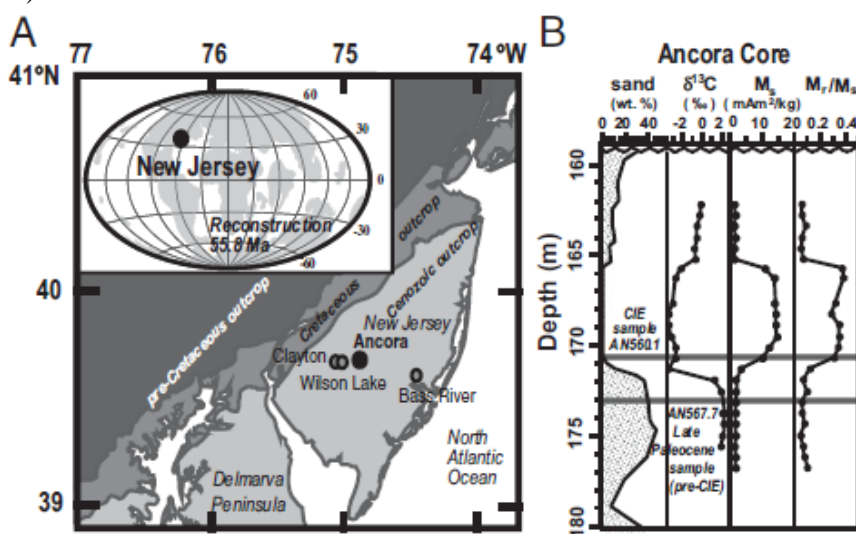 A
77
76
75
74 ºW
41ºN
40
39
60
30
0
-30
-60
New Jersey
Reconstruction
55.8 Ma
pre-Cretaceous outcrop
Cretaceous outcrop
Cenozoic outcrop
New Jersey
Ancora
Clayton
Wilson Lake
Bass River
North
Atlantic
Ocean
Delmarva
Peninsula
B
Ancora Core
sand δ¹³C Mₛ Mᵣ/Mₛ
(wt. %) (‰) (mAm²/kg)
0 20 40 -2 0 2 0 20 0 0.2 0.4
Depth (m)
160
165
170
175
180
CIE
sample
AN560.1
AN567.7
Late
Paleocene
sample
(pre-CIE)